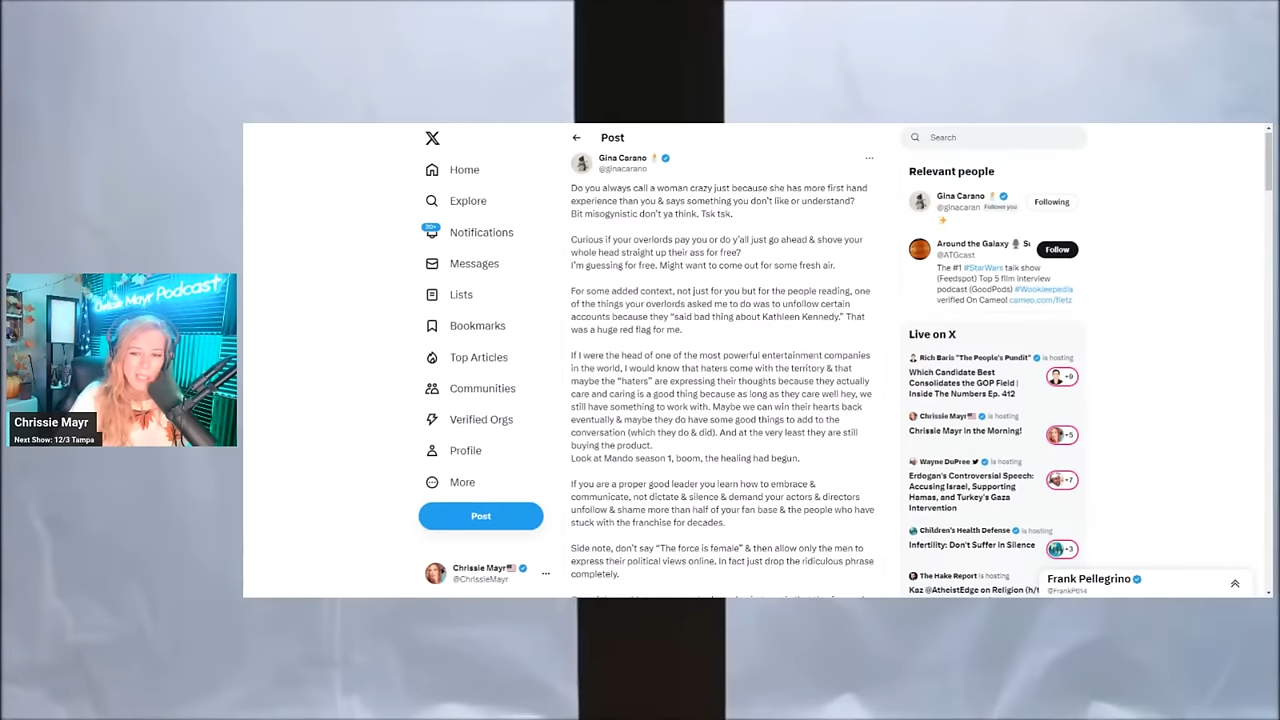 Chrissie Mayr Podcast
Chrissie Mayr
Next Show: 12/3 Tampa
X
Home
Explore
20+
Notifications
Messages
Lists
Bookmarks
Top Articles
Communities
Verified Orgs
Profile
More
Post
Chrissie Mayr
@ChrissieMayr
Post
Gina Carano
@ginacarano
Do you always call a woman crazy just because she has more first hand
experience than you & says something you don't like or understand?
Bit misogynistic don't ya think. Tsk tsk.
Curious if your overlords pay you or do y'all just go ahead & shove your
whole head straight up their ass for free?
I'm guessing for free. Might want to come out for some fresh air.
For some added context, not just for you but for the people reading, one
of the things your overlords asked me to do was to unfollow certain
accounts because they "said bad thing about Kathleen Kennedy." That
was a huge red flag for me.
If I were the head of one of the most powerful entertainment companies
in the world, I would know that haters come with the territory & that
maybe the "haters" are expressing their thoughts because they actually
care and caring is a good thing because as long as they care well hey, we
still have something to work with. Maybe we can win their hearts back
eventually & maybe they do have some good things to add to the
conversation (which they do & did). And at the very least they are still
buying the product.
Look at Mando season 1, boom, the healing had begun.
If you are a proper good leader you learn how to embrace &
communicate, not dictate & silence & demand your actors & directors
unfollow & shame more than half of your fan base & the people who have
stuck with the franchise for decades.
Side note, don't say "The force is female" & then allow only the men to
express their political views online. In fact just drop the ridiculous phrase
completely.
Search
Relevant people
Gina Carano
@ginacaran Follows you
Following
Around the Galaxy
@ATGcast
Follow
The #1 #StarWars talk show
(Feedspot) Top 5 film Interview
podcast (GoodPods) #Wookieepedia
verified On Cameo! cameo.com/fietz
Live on X
Rich Baris "The People's Pundit" is hosting
Which Candidate Best
Consolidates the GOP Field |
Inside The Numbers Ep. 412
+9
Chrissie Mayr is hosting
Chrissie Mayr in the Morning!
+5
Wayne DuPree is hosting
Erdogan's Controversial Speech:
Accusing Israel, Supporting
Hamas, and Turkey's Gaza
Intervention
+7
Children's Health Defense is hosting
Infertility: Don't Suffer in Silence
+3
The Hake Report is hosting
Kaz @AtheistEdge on Religion (h/t
Frank Pellegrino
@FrankP614